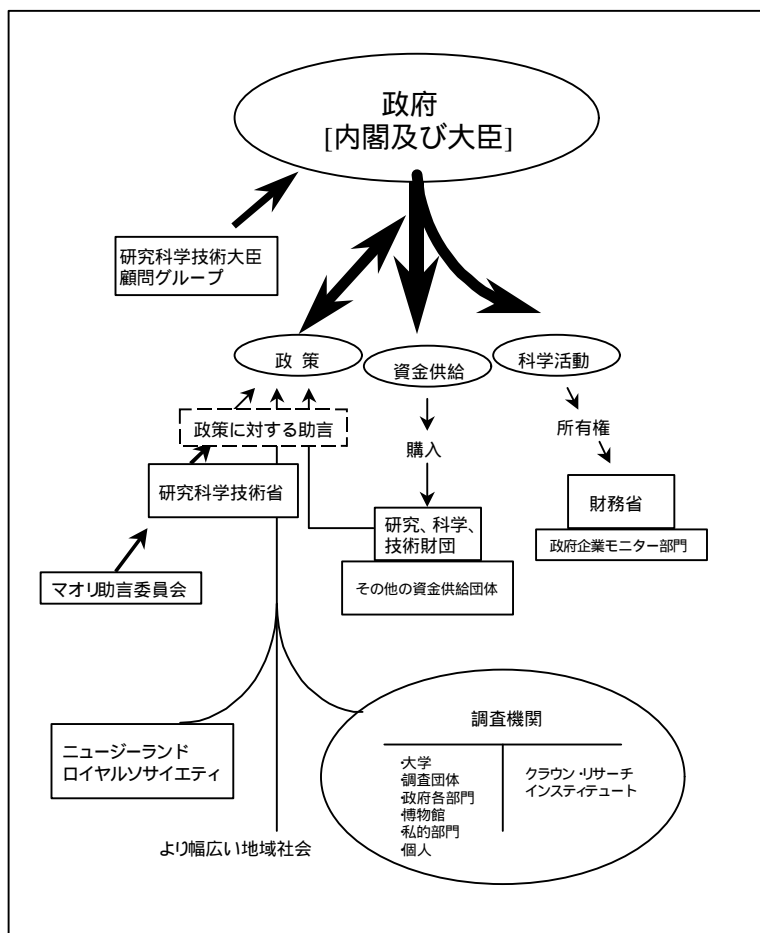 政府
[内閣及び大臣]
研究科学技術大臣
顧問グループ
政 策
資金供給
科学活動
政策に対する助言
購入
所有権
研究科学技術省
研究、科学、
技術財団
財務省
政府企業モニター部門
マオリ助言委員会
その他の資金供給団体
ニュージーランド
ロイヤルソサイエティ
より幅広い地域社会
調査機関
・大学
・調査団体
・政府各部門
・博物館
・私的部門
・個人
クラウン・リサーチ
インスティテュート